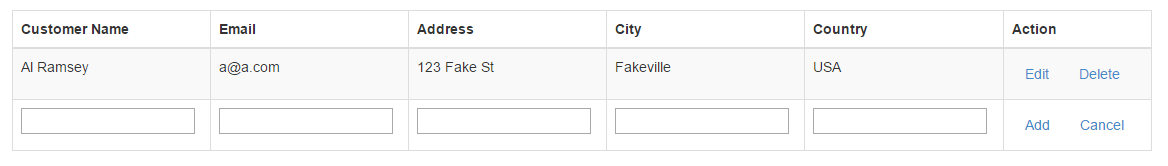 Customer Name Email Address City Country Action
Al Ramsey a@a.com 123 Fake St Fakeville USA Edit Delete
Add Cancel